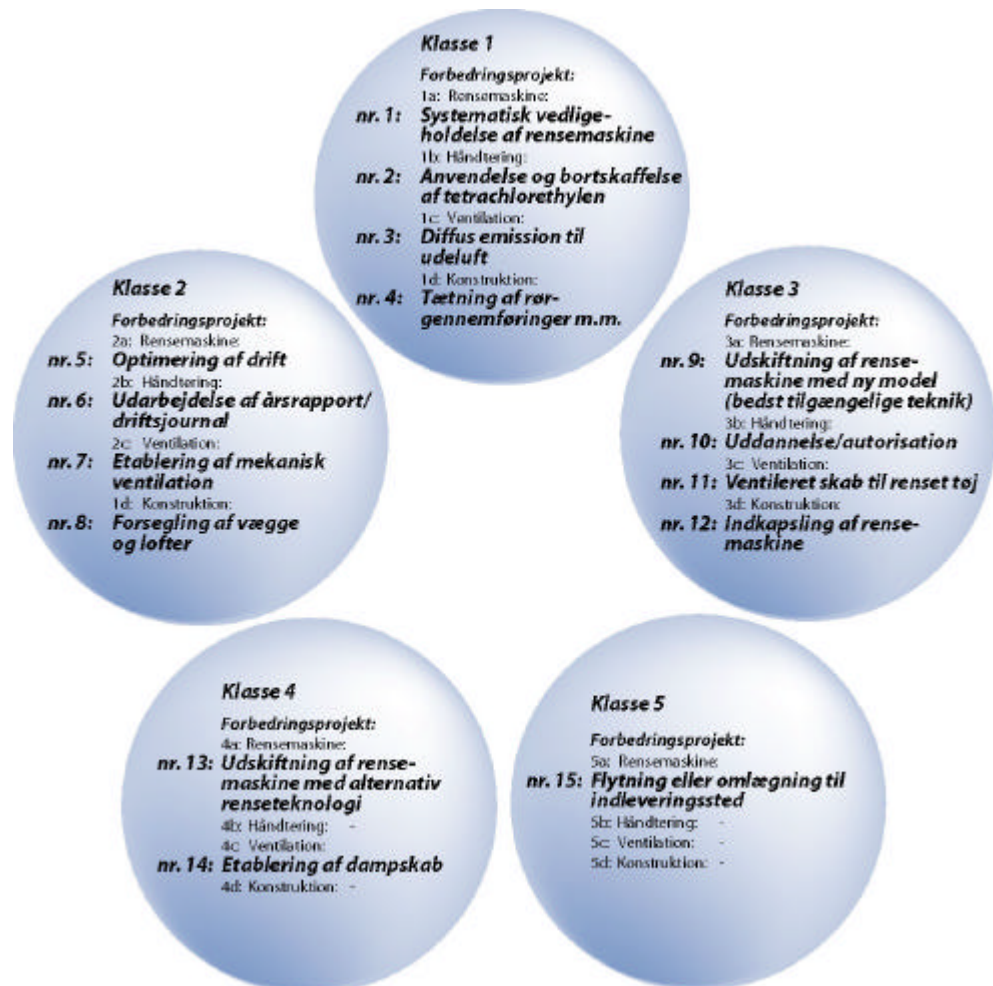 Klasse 1
Forbedringsprojekt:
1a: Rensemaskine:
nr. 1: Systematisk vedlige-
holdelse af rensemaskine
1b: Håndtering:
nr. 2: Anvendelse og bortskaffelse
af tetrachlorethylen
1c: Ventilation:
nr. 3: Diffus emission til
udeluft
1d: Konstruktion:
nr. 4: Tætning af rør-
gennemføringer m.m.
Klasse 2
Forbedringsprojekt:
2a: Rensemaskine:
nr. 5: Optimering af drift
2b: Håndtering:
nr. 6: Udarbejdelse af årsrapport/
driftsjournal
2c: Ventilation:
nr. 7: Etablering af mekanisk
ventilation
1d: Konstruktion:
nr. 8: Forsegling af vægge
og lofter
Klasse 3
Forbedringsprojekt:
3a: Rensemaskine:
nr. 9: Udskiftning af rense-
maskine med ny model
(bedst tilgængelige teknik)
3b: Håndtering:
nr. 10: Uddannelse/autorisation
3c: Ventilation:
nr. 11: Ventileret skab til renset tøj
3d: Konstruktion:
nr. 12: Indkapsling af rense-
maskine
Klasse 4
Forbedringsprojekt:
4a: Rensemaskine:
nr. 13: Udskiftning af rense-
maskine med alternativ
renseteknologi
4b: Håndtering: -
4c: Ventilation:
nr. 14: Etablering af dampskab
4d: Konstruktion: -
Klasse 5
Forbedringsprojekt:
5a: Rensemaskine:
nr. 15: Flytning eller omlægning til
indleveringssted
5b: Håndtering: -
5c: Ventilation: -
5d: Konstruktion: -